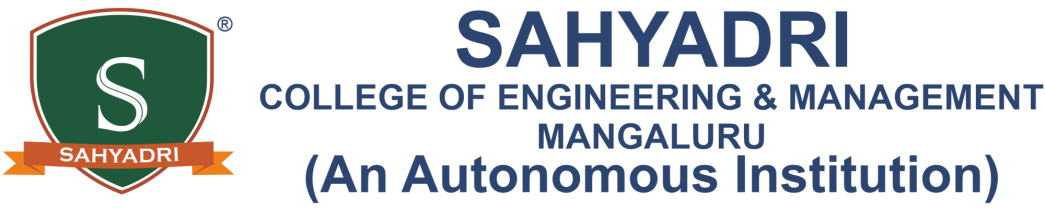 S
SAHYADRI
®
SAHYADRI
COLLEGE OF ENGINEERING & MANAGEMENT
MANGALURU
(An Autonomous Institution)